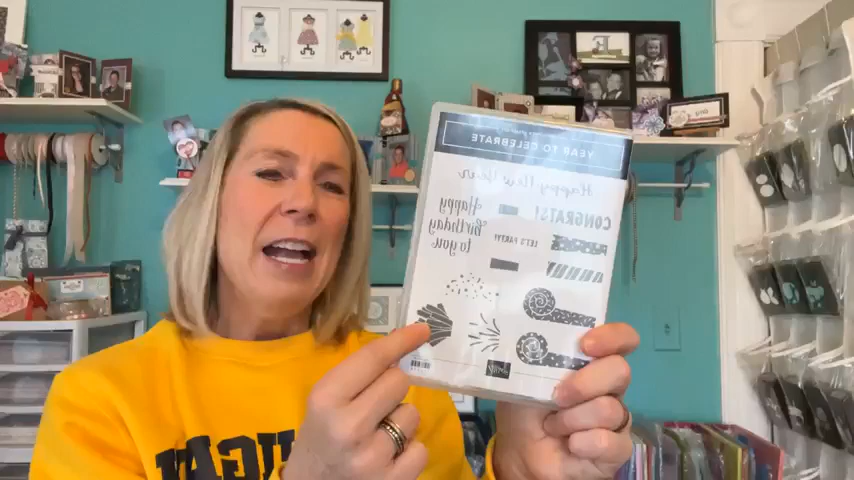 YEAR TO CELEBRATE
Happy New Year
CONGRATS!
Happy
Birthday
to you
LET'S PARTY!